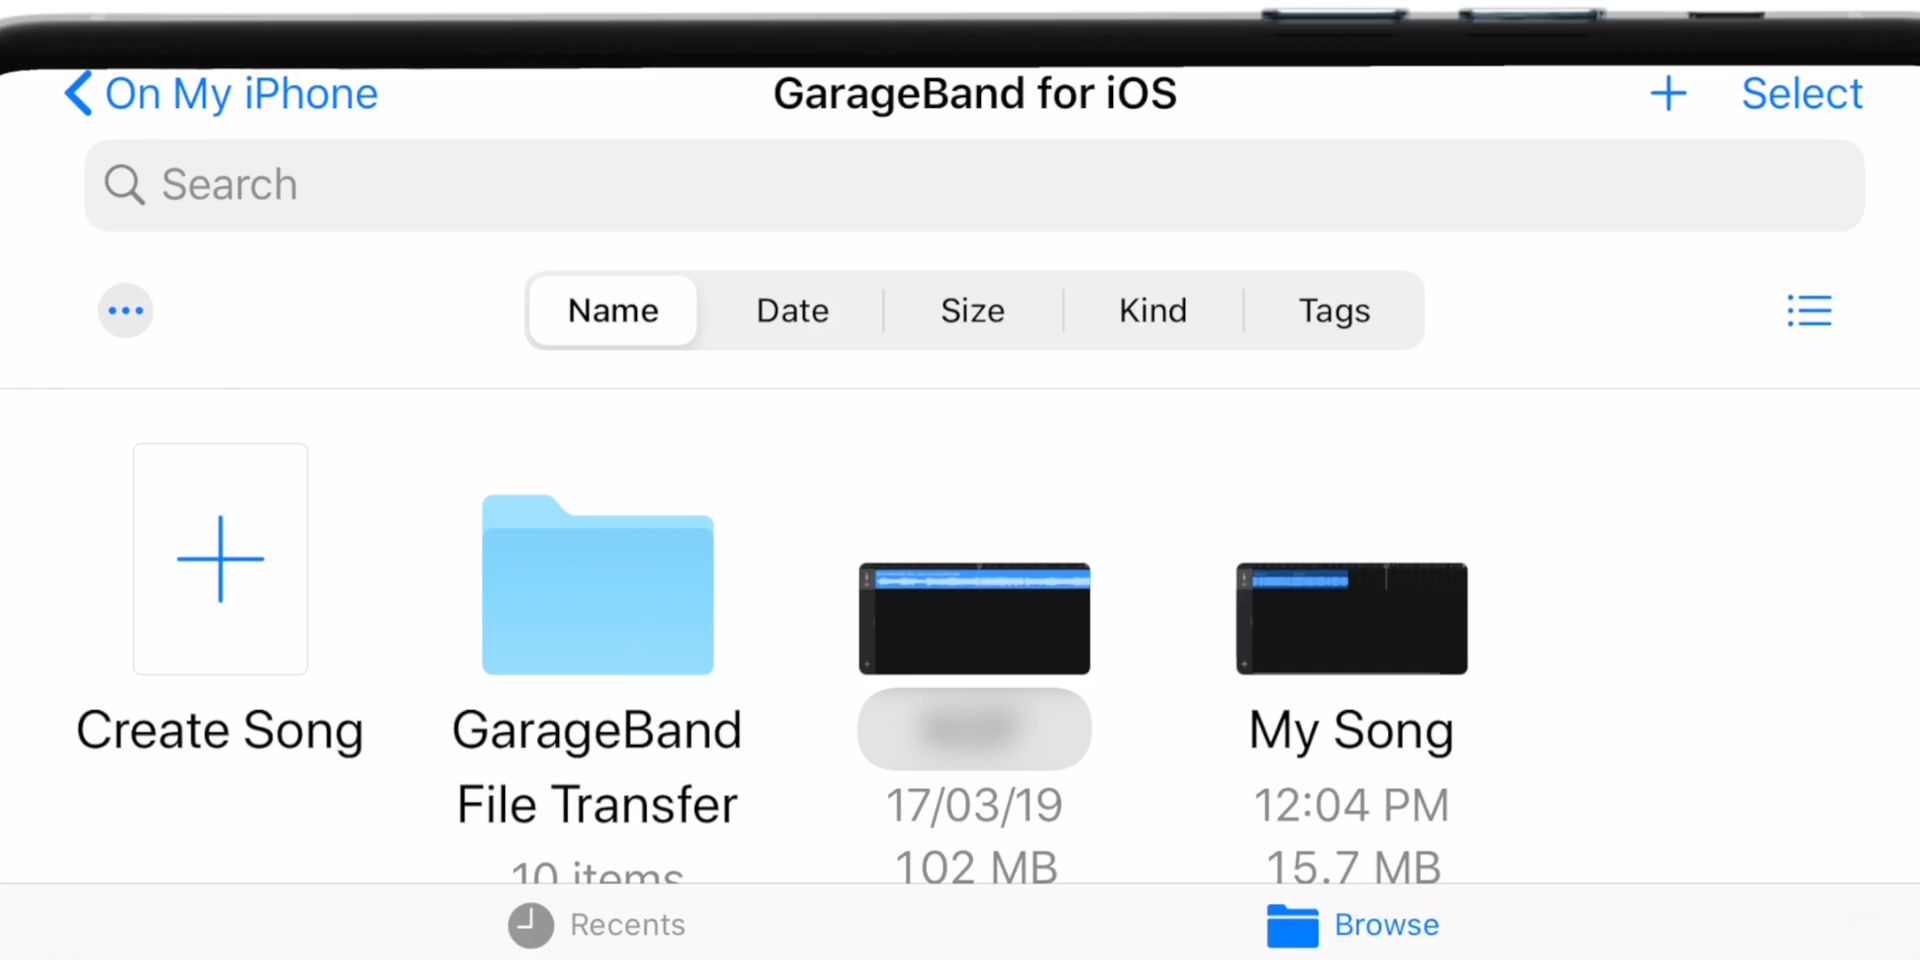 On My iPhone
GarageBand for iOS
Select
Search
Name
Date
Size
Kind
Tags
Create Song
GarageBand
File Transfer
10 items
17/03/19
102 MB
My Song
12:04 PM
15.7 MB
Recents
Browse